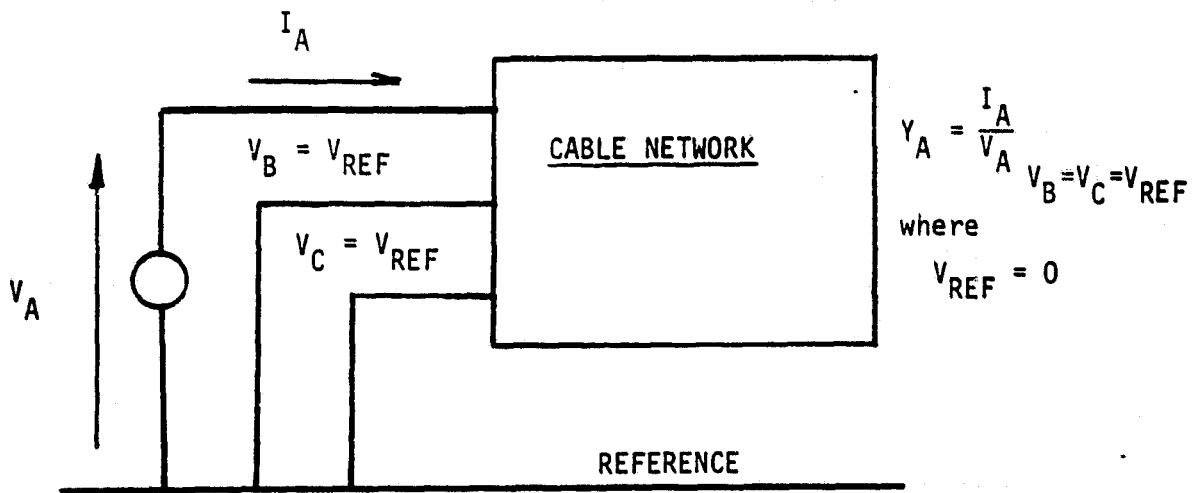 I_A
V_B = V_REF
CABLE NETWORK
Y_A = I_A / V_A V_B=V_C=V_REF
where
V_C = V_REF
V_REF = 0
V_A
REFERENCE